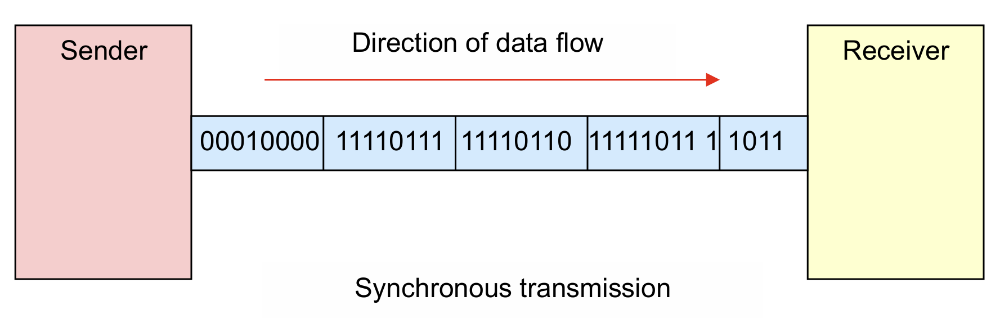 Sender
Direction of data flow
Receiver
00010000 11110111 11110110 11111011 1 1011
Synchronous transmission